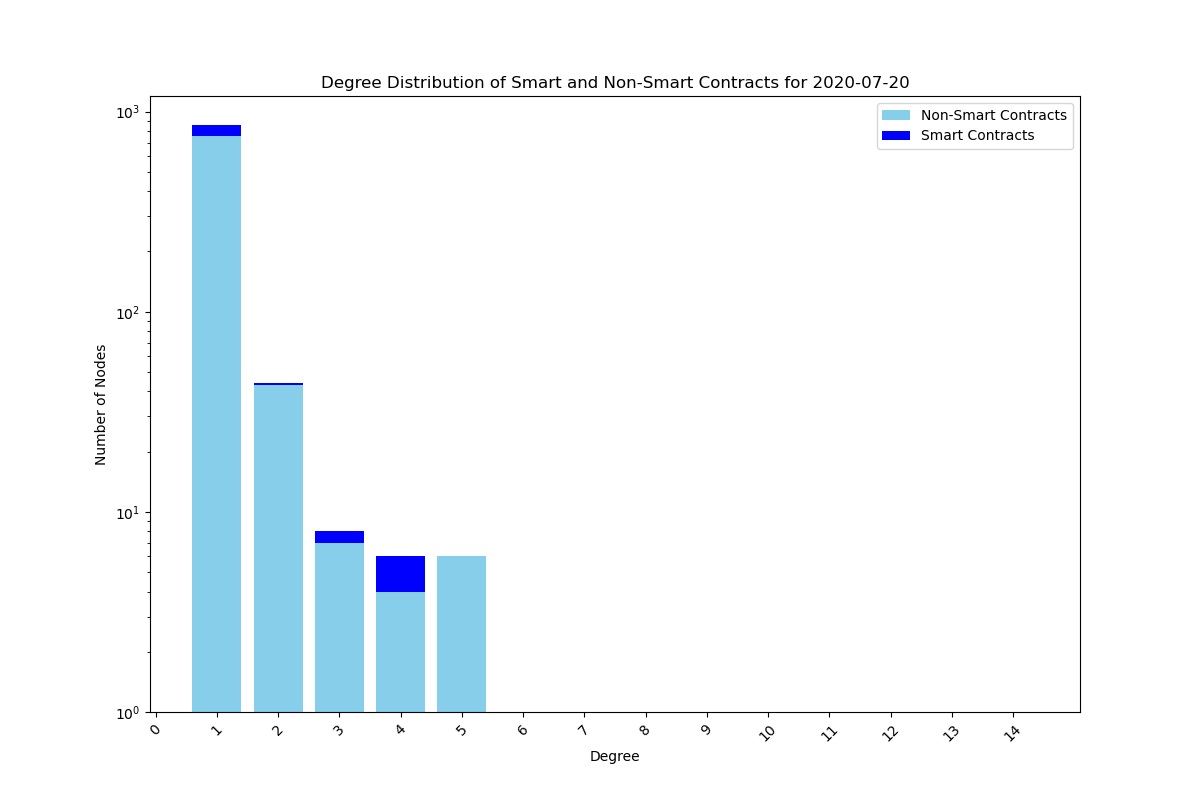 Degree Distribution of Smart and Non-Smart Contracts for 2020-07-20
Non-Smart Contracts
Smart Contracts
Number of Nodes
10³
10²
10¹
10⁰
0 1 2 3 4 5 6 7 8 9 10 11 12 13 14
Degree